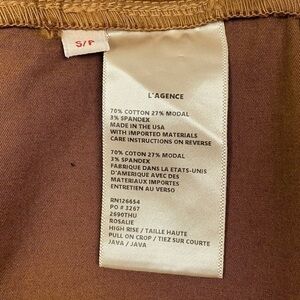 S/P
L'AGENCE
70% COTTON 27% MODAL
3% SPANDEX
MADE IN THE USA
WITH IMPORTED MATERIALS
CARE INSTRUCTIONS ON REVERSE
70% COTTON 27% MODAL
3% SPANDEX
FABRIQUE DANS LA ETATS-UNIS
D'AMERIQUE AVEC DES
MATERIAUX IMPORTES
ENTRETIEN AU VERSO
RN126654
PO # 3267
2690THU
ROSALIE
HIGH RISE / TAILLE HAUTE
PULL ON CROP / TIEZ SUR COURTE
JAVA / JAVA